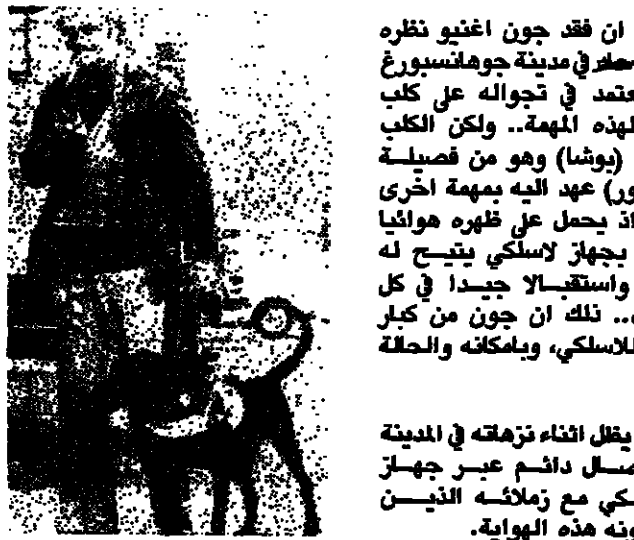 ان فقد جون اغنيو نظره
في مدينة جوهانسبورغ
عتمد في تجواله على كلب
لهذه المهمة.. ولكن الكلب
(بوشا) وهو من فصيلة
ور) عهد اليه بمهمة اخرى
اذ يحمل على ظهره هوائيا
بجهاز لاسلكي يتيح له
واستقبالا جيدا في كل
.. ذلك ان جون من كبار
للاسلكي، وبامكانه والحالة
يظل اثناء نزهاته في المدينة
صال دائم عبر جهاز
كي مع زملائه الذين
ونه هذه الهواية.